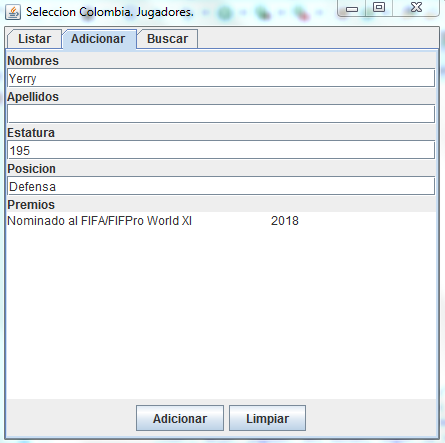 Seleccion Colombia. Jugadores.
Listar Adicionar Buscar
Nombres
Yerry
Apellidos
Estatura
195
Posicion
Defensa
Premios
Nominado al FIFA/FIFPro World XI 2018
Adicionar Limpiar